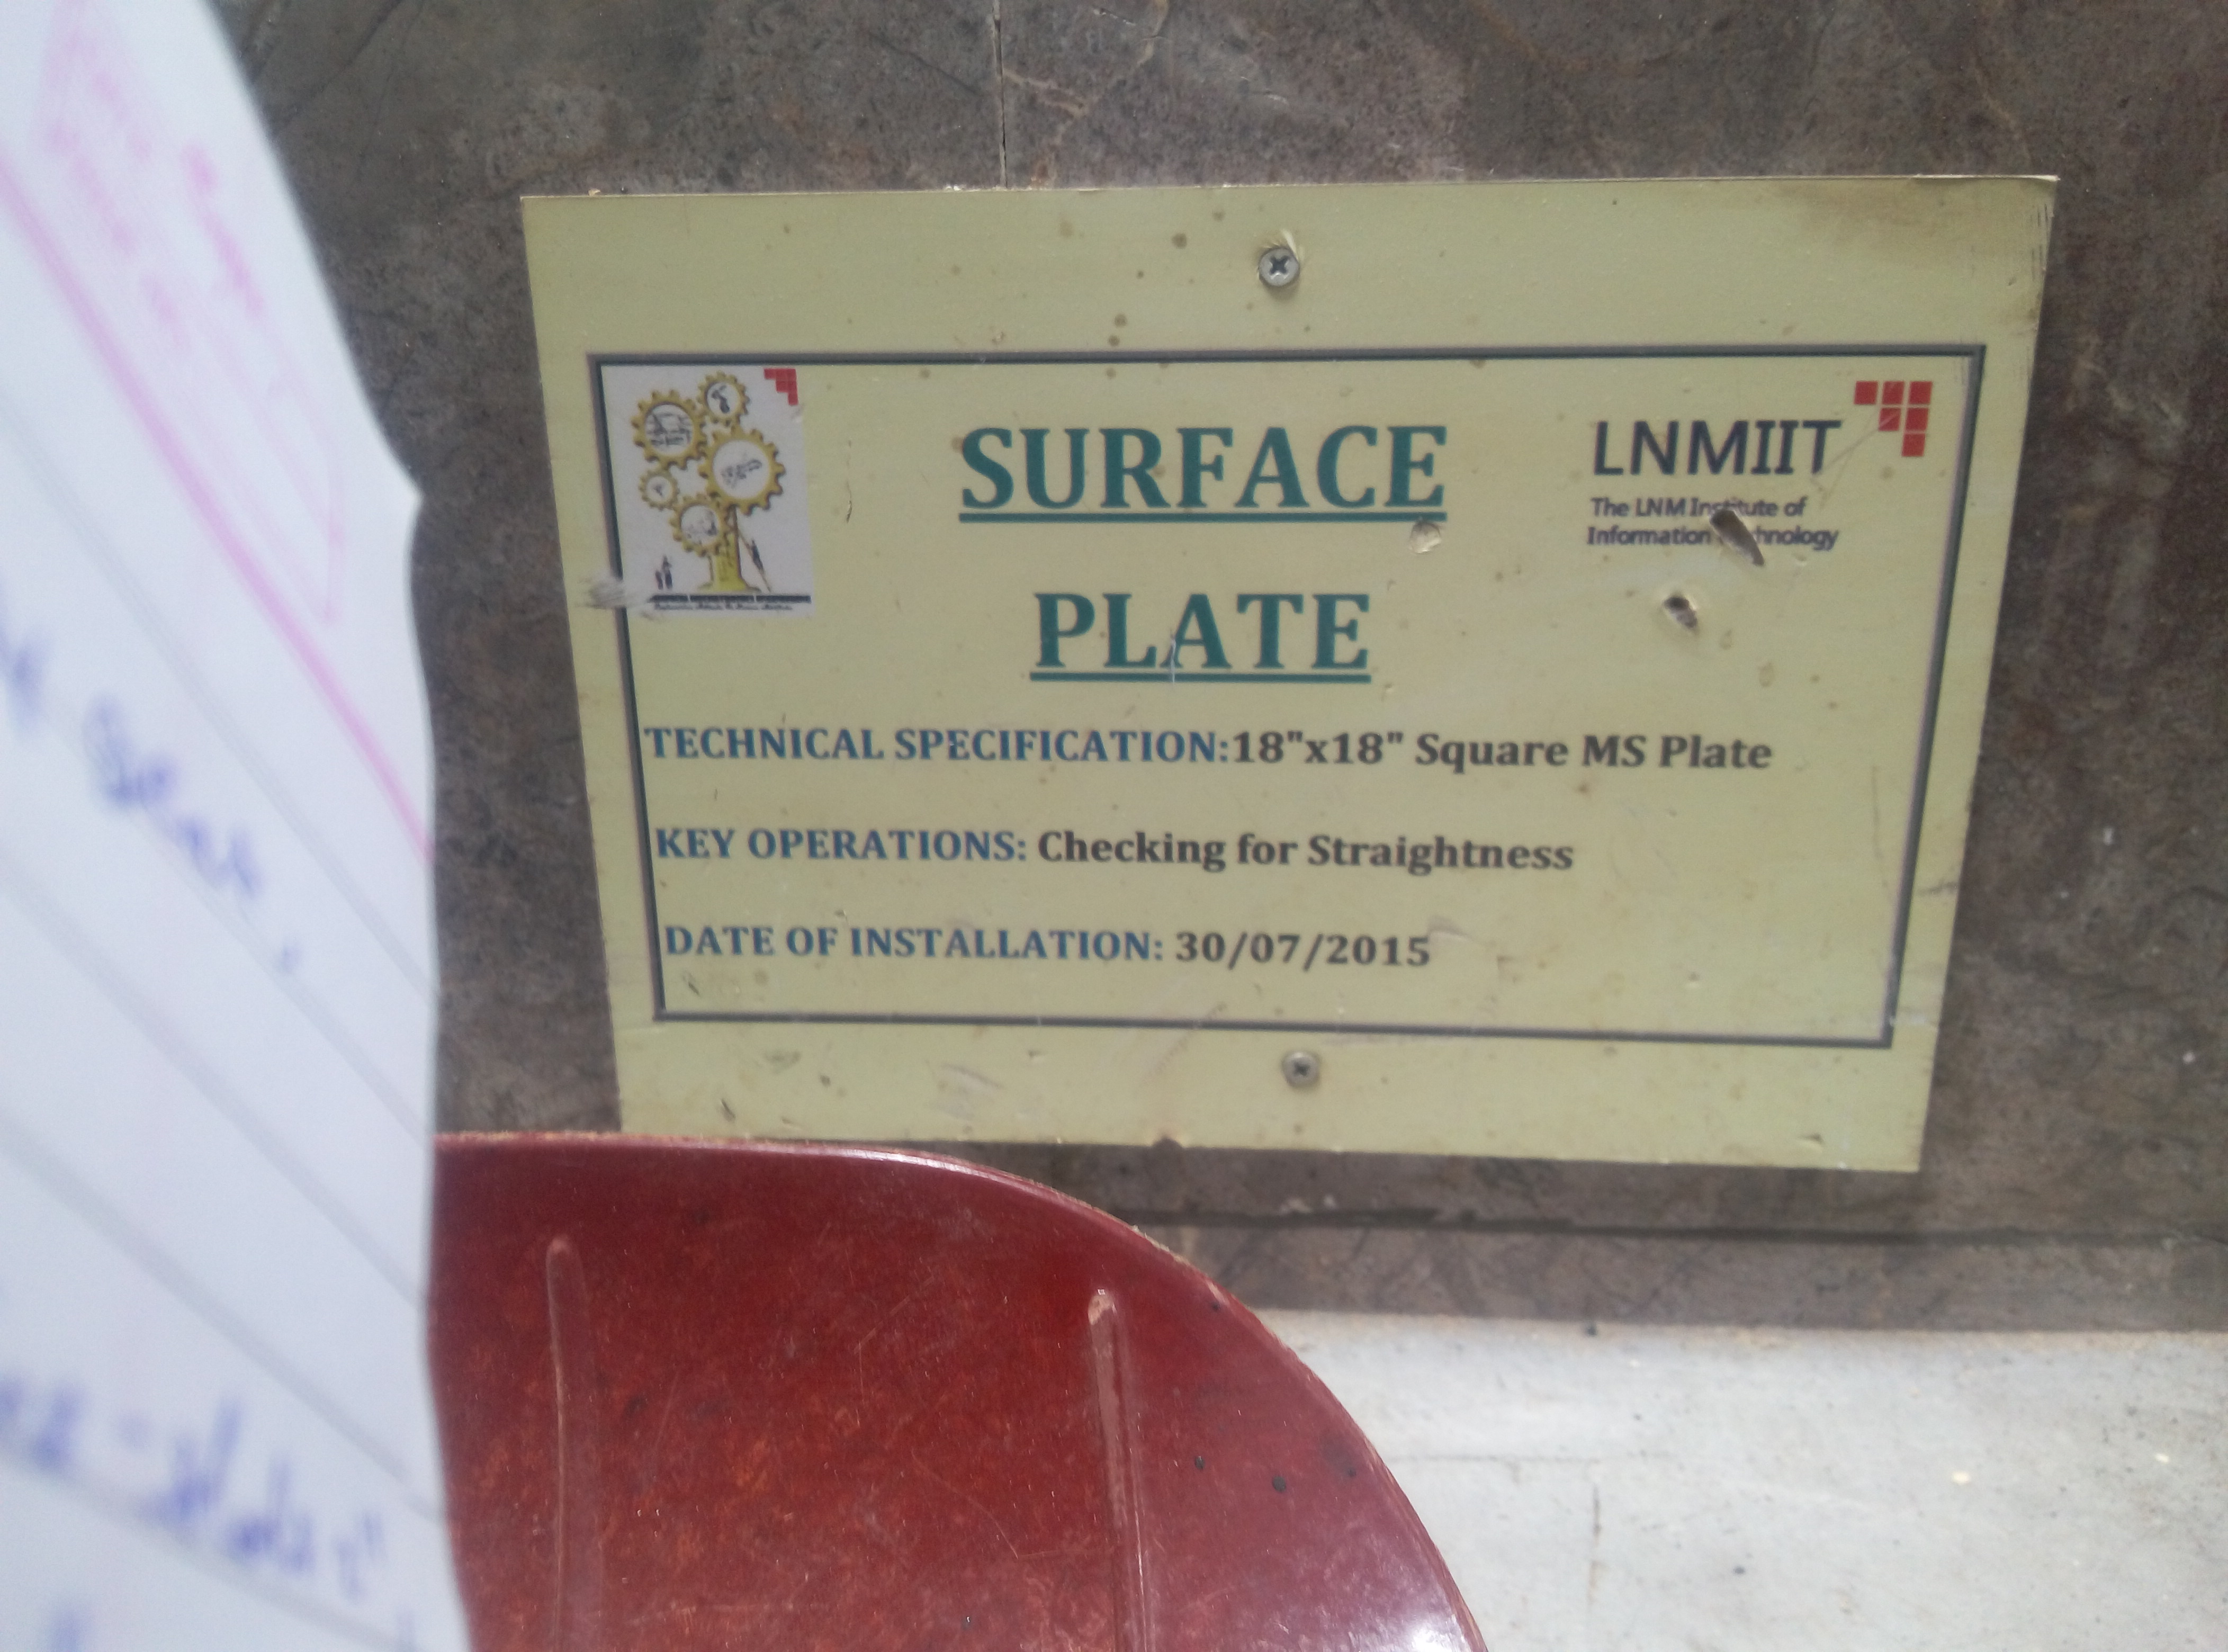 SURFACE
PLATE
LNMIIT
The LNM Institute of
Information Technology
TECHNICAL SPECIFICATION:18"x18" Square MS Plate
KEY OPERATIONS: Checking for Straightness
DATE OF INSTALLATION: 30/07/2015